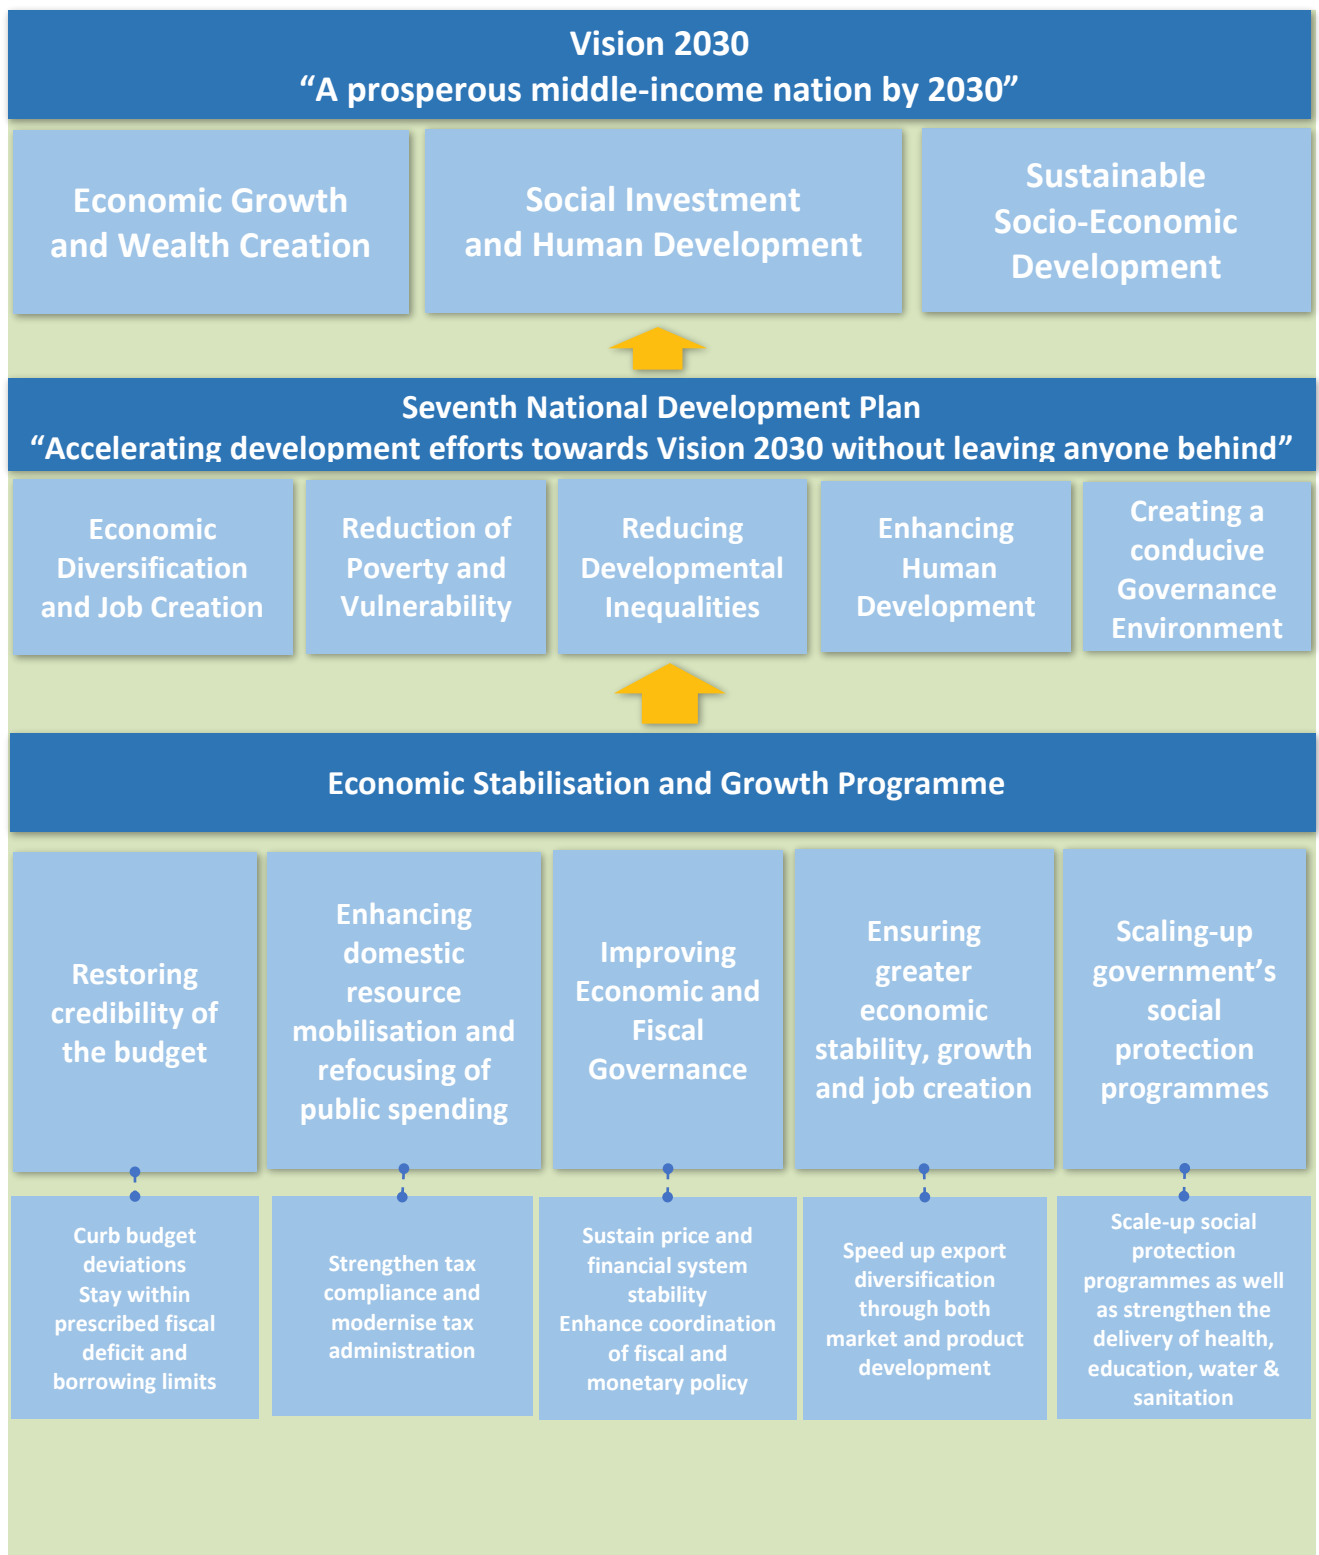 Vision 2030
“A prosperous middle-income nation by 2030”
Economic Growth
and Wealth Creation
Social Investment
and Human Development
Sustainable
Socio-Economic
Development
Seventh National Development Plan
“Accelerating development efforts towards Vision 2030 without leaving anyone behind”
Economic
Diversification
and Job Creation
Reduction of
Poverty and
Vulnerability
Reducing
Developmental
Inequalities
Enhancing
Human
Development
Creating a
conducive
Governance
Environment
Economic Stabilisation and Growth Programme
Restoring
credibility of
the budget
Enhancing
domestic
resource
mobilisation and
refocusing of
public spending
Improving
Economic and
Fiscal
Governance
Ensuring
greater
economic
stability, growth
and job creation
Scaling-up
government’s
social
protection
programmes
Curb budget
deviations
Stay within
prescribed fiscal
deficit and
borrowing limits
Strengthen tax
compliance and
modernise tax
administration
Sustain price and
financial system
stability
Enhance coordination
of fiscal and
monetary policy
Speed up export
diversification
through both
market and product
development
Scale-up social
protection
programmes as well
as strengthen the
delivery of health,
education, water &
sanitation